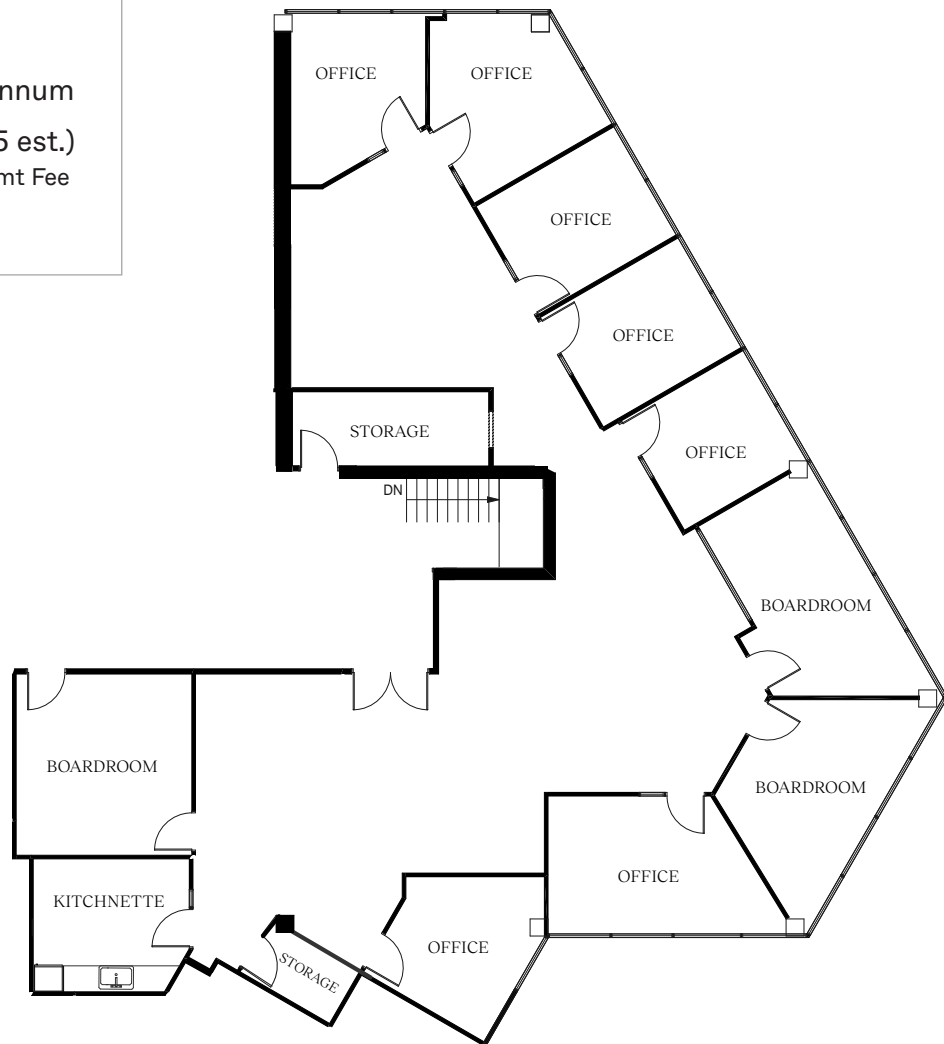 nnum
5 est.)
mt Fee
OFFICE
OFFICE
OFFICE
OFFICE
STORAGE
OFFICE
DN
BOARDROOM
BOARDROOM
BOARDROOM
OFFICE
KITCHNETTE
OFFICE
STORAGE